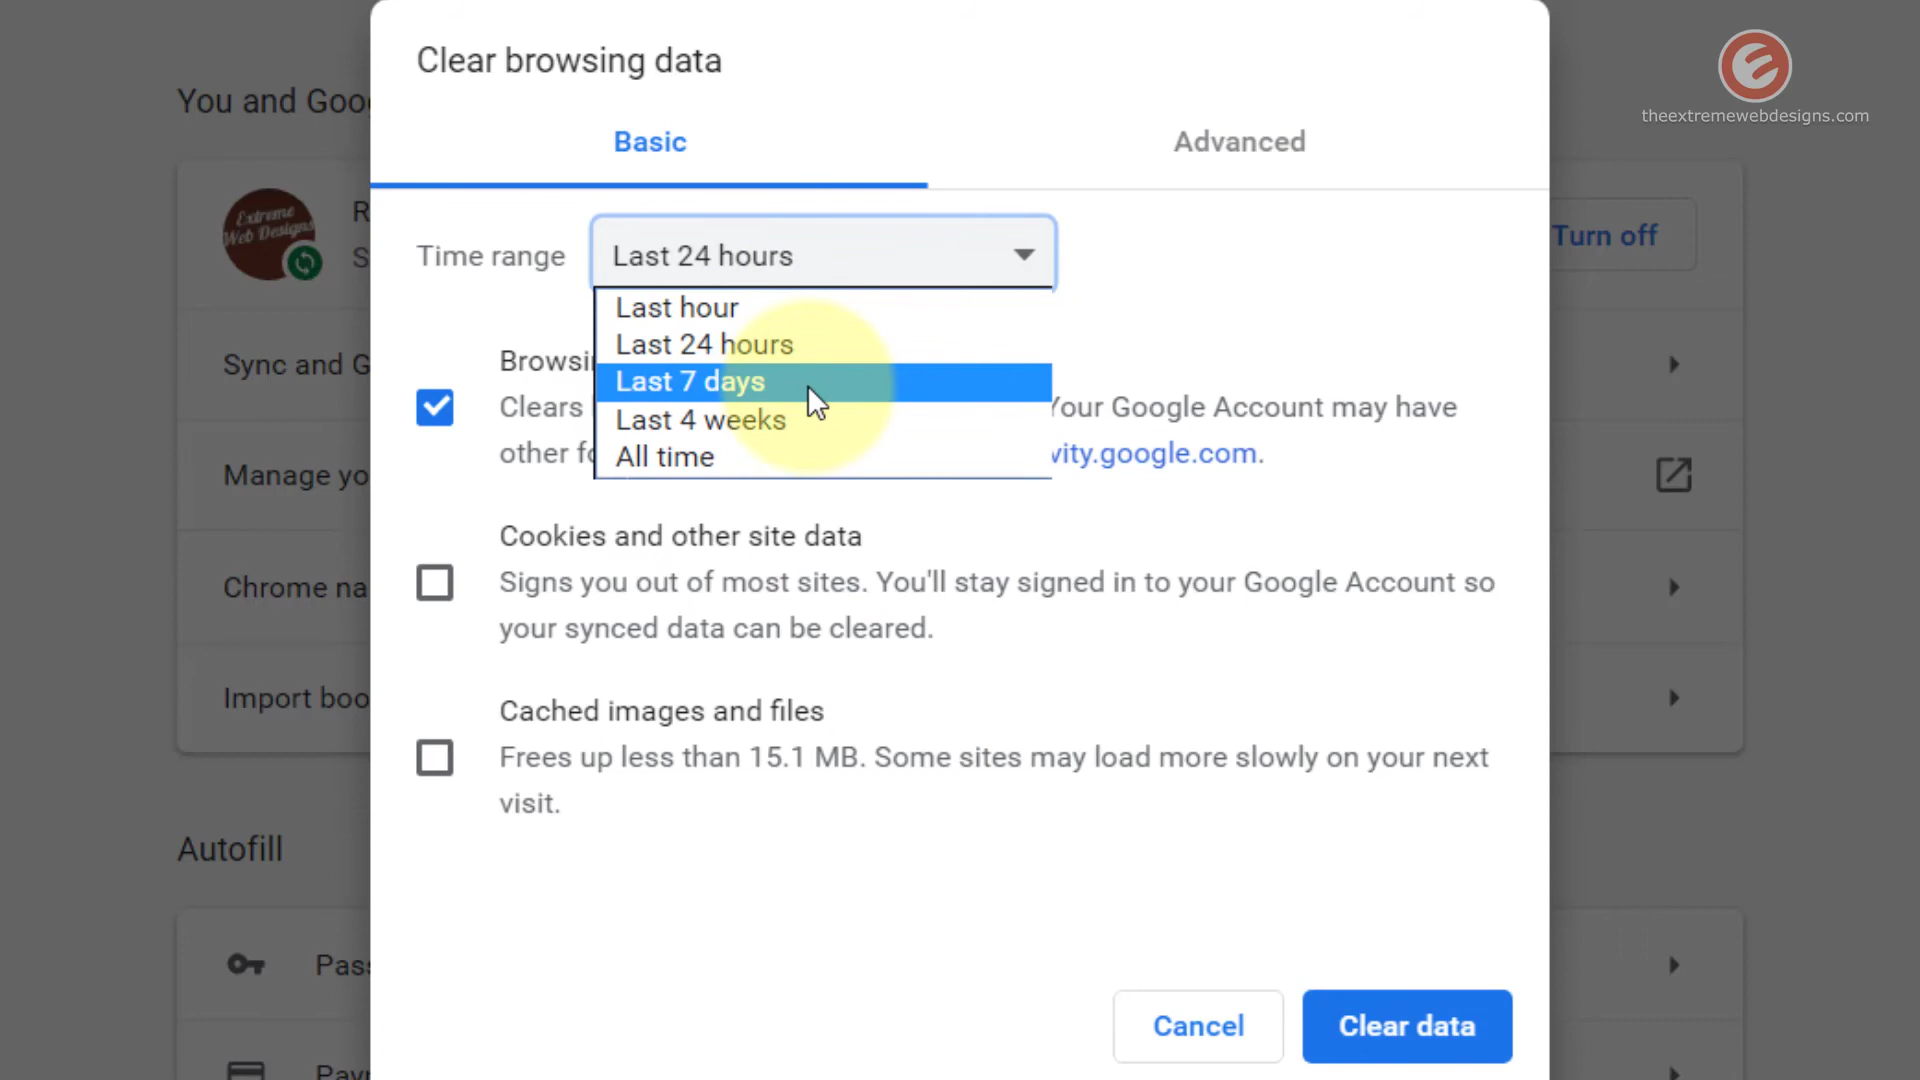 Clear browsing data
theextremewebdesigns.com
You and Goo
Basic
Advanced
Extreme
Web Designs
R
Turn off
Time range
Last 24 hours
S
Last hour
Last 24 hours
Browsi
Sync and G
Last 7 days
Clears
Your Google Account may have
Last 4 weeks
other fo
vity.google.com.
All time
Manage yo
Cookies and other site data
Signs you out of most sites. You'll stay signed in to your Google Account so
Chrome na
your synced data can be cleared.
Import boo
Cached images and files
Frees up less than 15.1 MB. Some sites may load more slowly on your next
visit.
Autofill
Pass
Cancel
Clear data
Payr